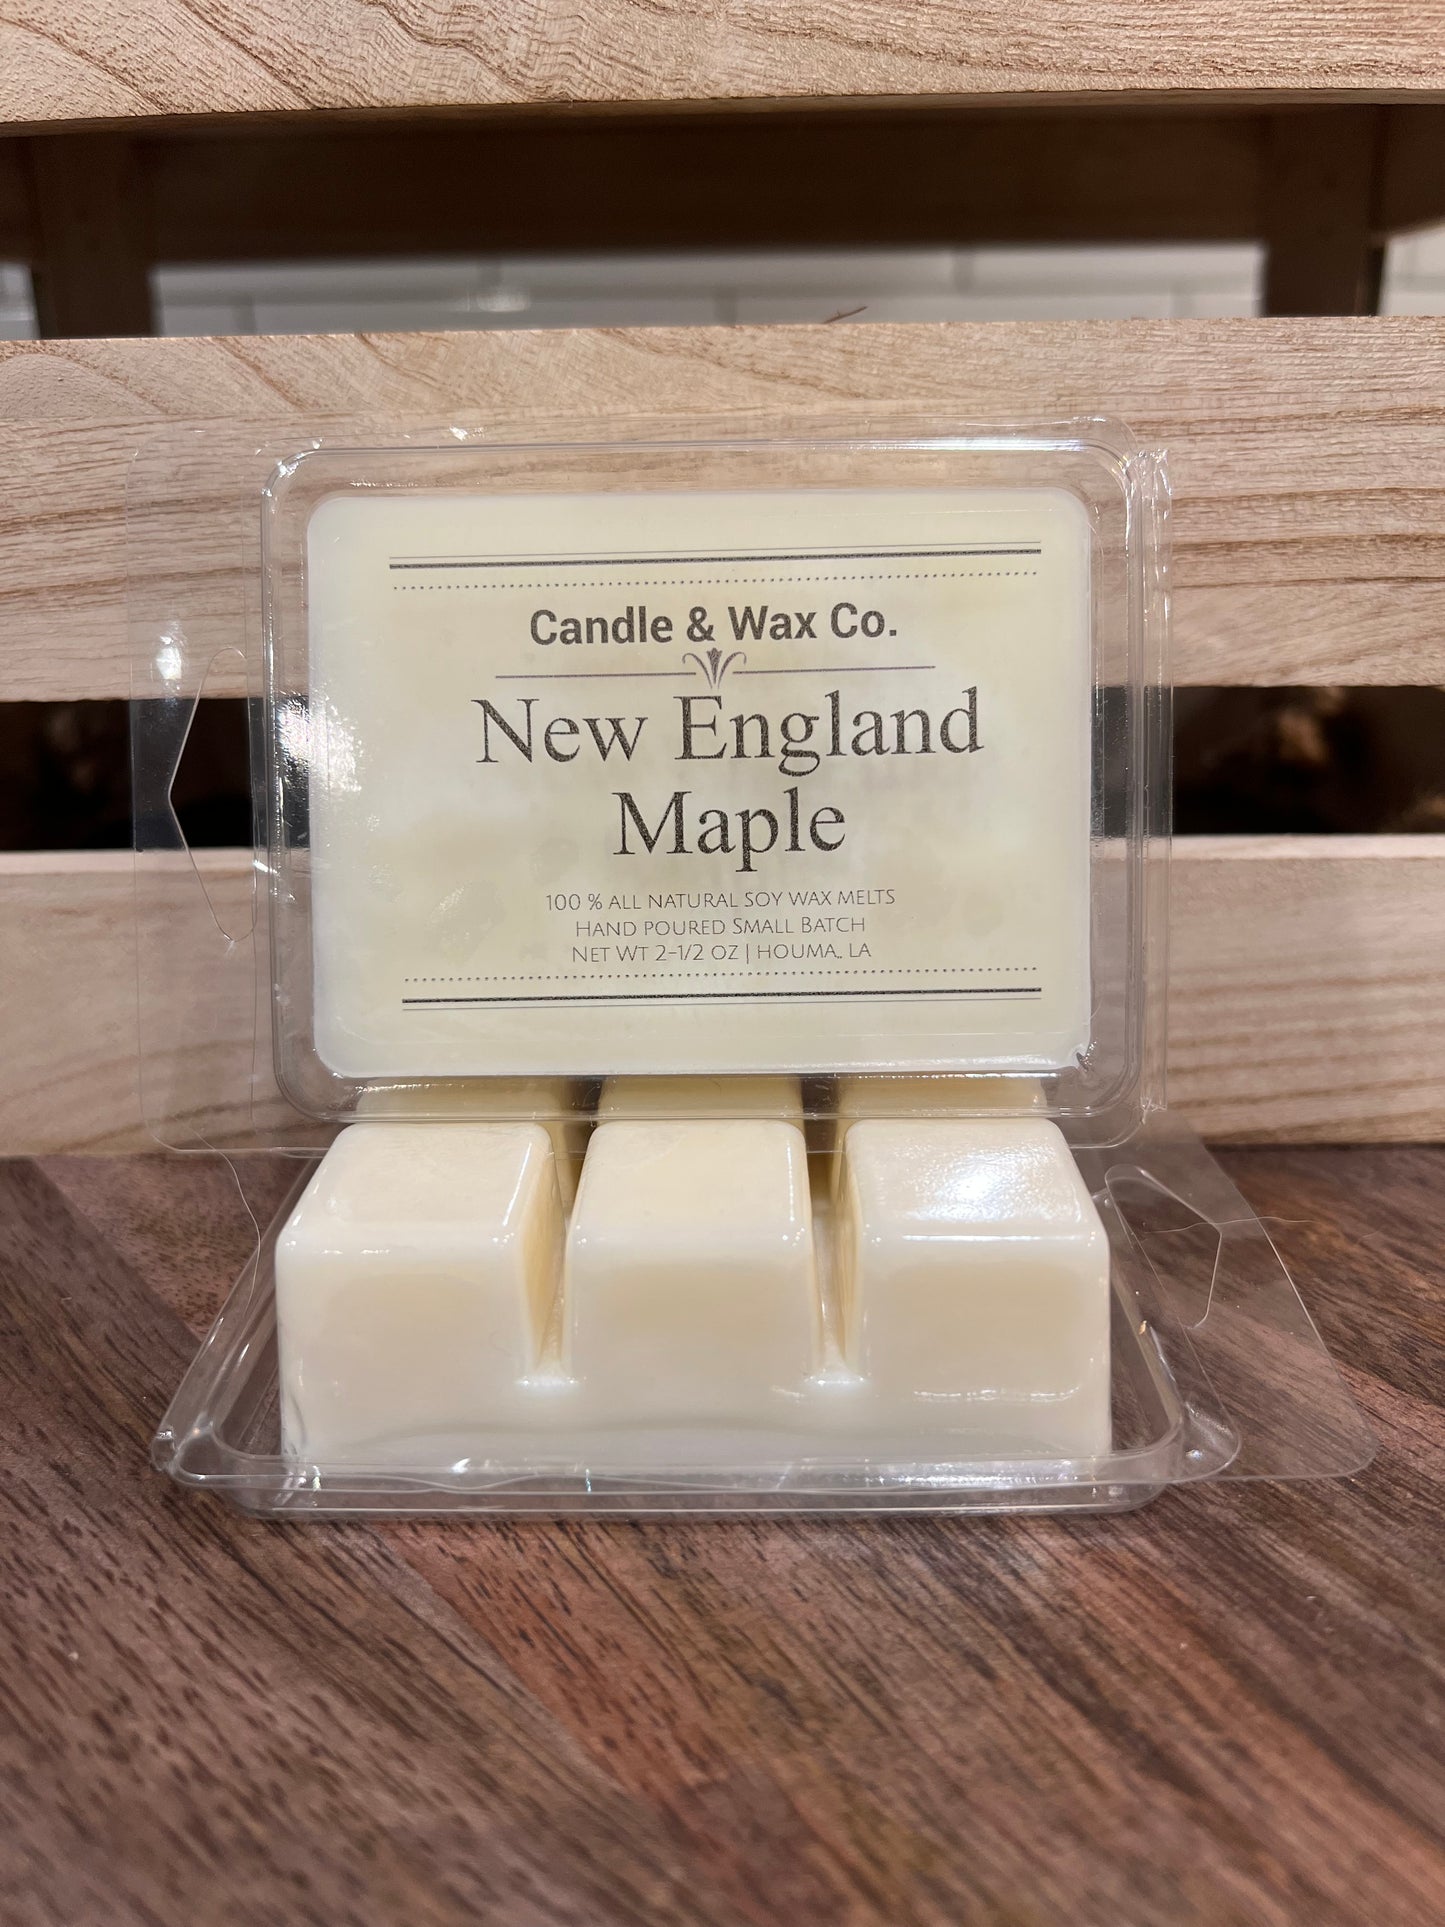 Candle & Wax Co.
New England
Maple
100 % ALL NATURAL SOY WAX MELTS
HAND POURED SMALL BATCH
NET WT 2-1/2 OZ | HOUMA,. LA